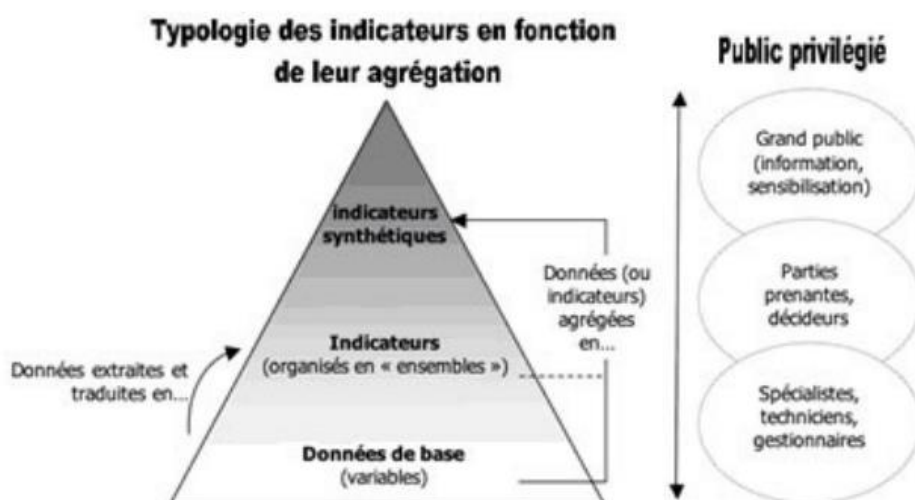 Typologie des indicateurs en fonction
de leur agrégation
Public privilégié
indicateurs
synthétiques
Indicateurs
(organisés en « ensembles »)
Données de base
(variables)
Données extraites et
traduites en...
Données (ou
indicateurs)
agrégées
en...
Grand public
(information,
sensibilisation)
Parties
prenantes,
décideurs
Spécialistes,
techniciens,
gestionnaires